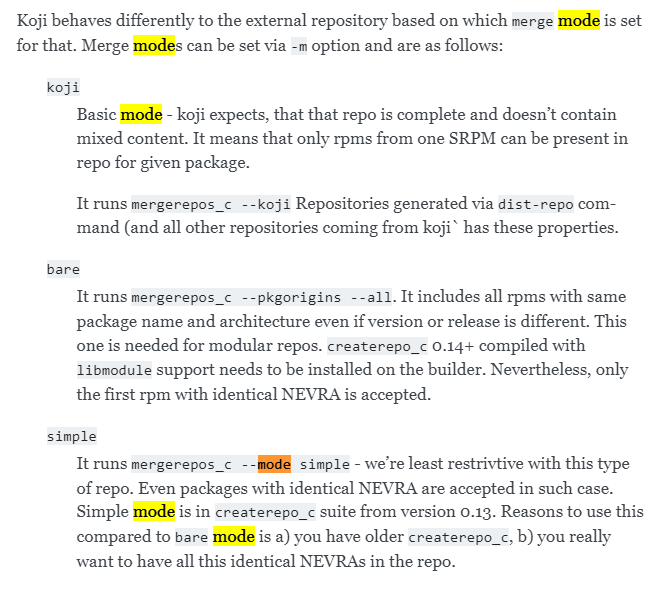 Koji behaves differently to the external repository based on which merge mode is set
for that. Merge modes can be set via -m option and are as follows:
koji
Basic mode - koji expects, that that repo is complete and doesn’t contain
mixed content. It means that only rpms from one SRPM can be present in
repo for given package.
It runs mergerepos_c --koji Repositories generated via dist-repo com-
mand (and all other repositories coming from koji` has these properties.
bare
It runs mergerepos_c --pkgorigins --all. It includes all rpms with same
package name and architecture even if version or release is different. This
one is needed for modular repos. createrepo_c 0.14+ compiled with
libmodule support needs to be installed on the builder. Nevertheless, only
the first rpm with identical NEVRA is accepted.
simple
It runs mergerepos_c --mode simple - we’re least restrivtive with this type
of repo. Even packages with identical NEVRA are accepted in such case.
Simple mode is in createrepo_c suite from version 0.13. Reasons to use this
compared to bare mode is a) you have older createrepo_c, b) you really
want to have all this identical NEVRAs in the repo.